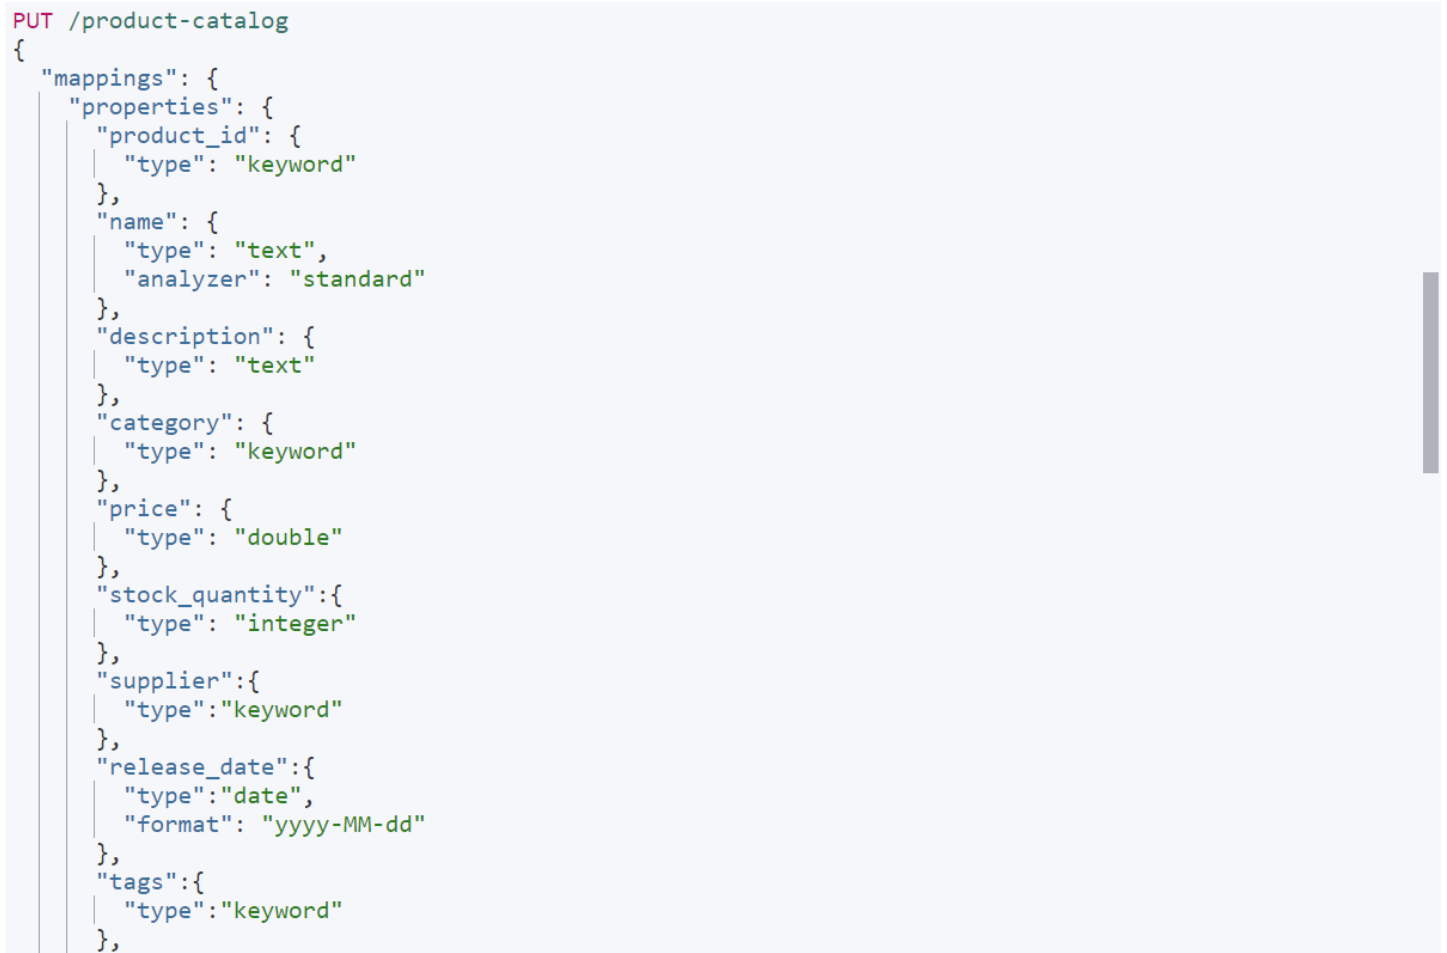 PUT /product-catalog
{
  "mappings": {
    "properties": {
      "product_id": {
        "type": "keyword"
      },
      "name": {
        "type": "text",
        "analyzer": "standard"
      },
      "description": {
        "type": "text"
      },
      "category": {
        "type": "keyword"
      },
      "price": {
        "type": "double"
      },
      "stock_quantity":{
        "type": "integer"
      },
      "supplier":{
        "type":"keyword"
      },
      "release_date":{
        "type":"date",
        "format": "yyyy-MM-dd"
      },
      "tags":{
        "type":"keyword"
      },